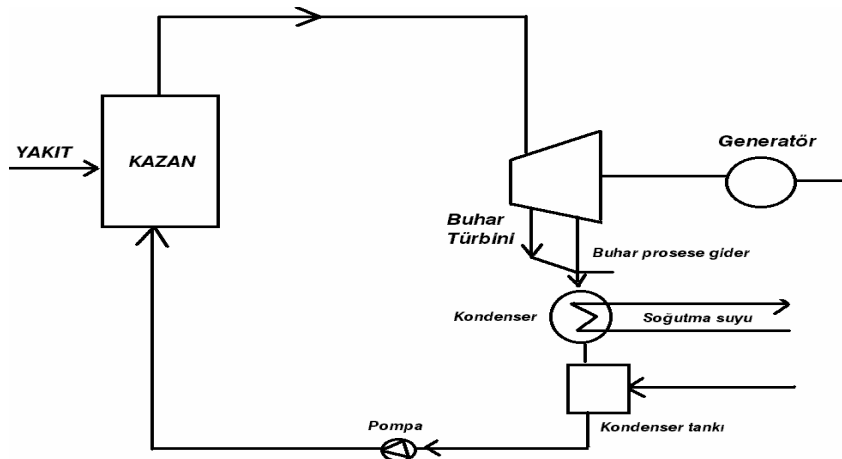 Generatör
YAKIT
KAZAN
Buhar
Türbini
Buhar prosese gider
Kondenser
Soğutma suyu
Pompa
Kondenser tankı